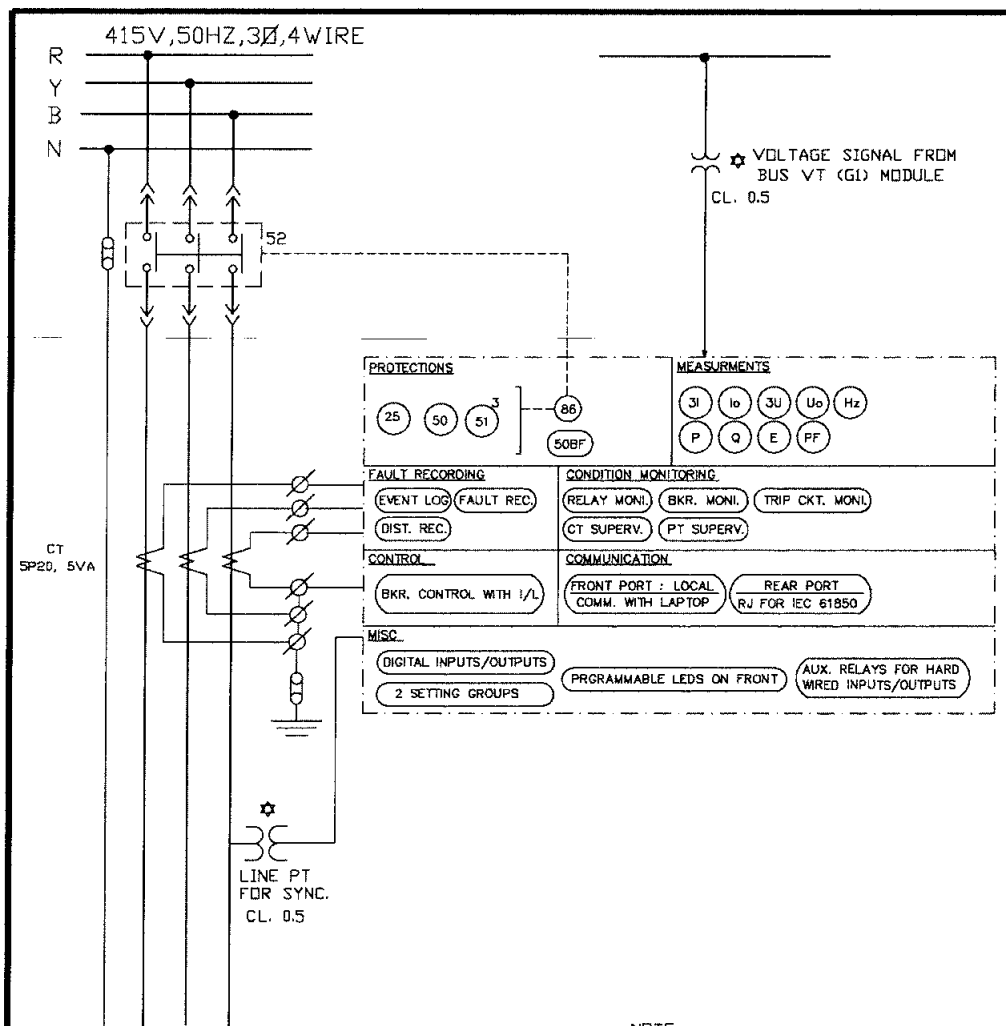 415V,50HZ,3Ø,4WIRE
R
Y
B
N
VOLTAGE SIGNAL FROM
BUS VT (G1) MODULE
CL. 0.5
52
PROTECTIONS
25
50
51
3
86
50BF
MEASURMENTS
3I
Io
3U
Uo
Hz
P
Q
E
PF
FAULT RECORDING
EVENT LOG
FAULT REC.
DIST. REC.
CONDITION MONITORING
RELAY MONI.
BKR. MONI.
TRIP CKT. MONI.
CT SUPERV.
PT SUPERV.
CT
5P20, 5VA
CONTROL
BKR. CONTROL WITH I/L
COMMUNICATION
FRONT PORT : LOCAL
COMM. WITH LAPTOP
REAR PORT
RJ FOR IEC 61850
MISC
DIGITAL INPUTS/OUTPUTS
2 SETTING GROUPS
PRGRAMMABLE LEDS ON FRONT
AUX. RELAYS FOR HARD
WIRED INPUTS/OUTPUTS
LINE PT
FOR SYNC.
CL. 0.5